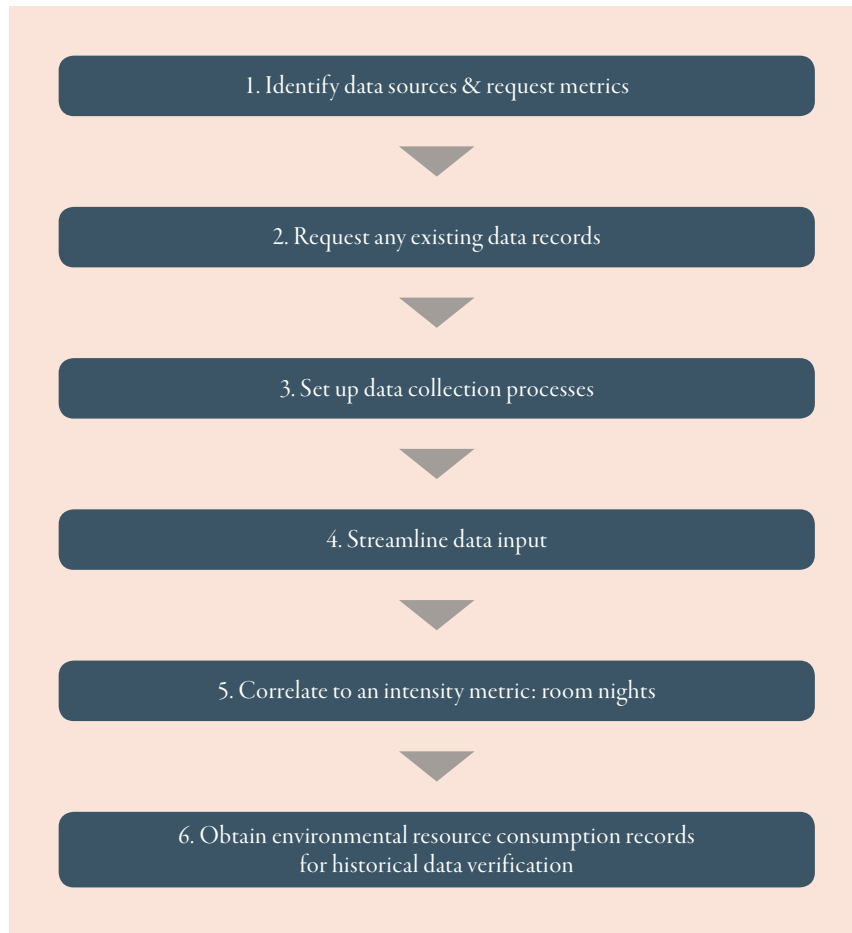 1. Identify data sources & request metrics
2. Request any existing data records
3. Set up data collection processes
4. Streamline data input
5. Correlate to an intensity metric: room nights
6. Obtain environmental resource consumption records
for historical data verification